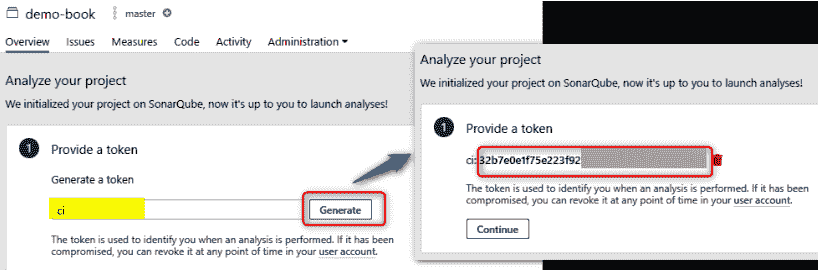 demo-book master
Overview Issues Measures Code Activity Administration
Analyze your project
We initialized your project on SonarQube, now it's up to you to launch analyses!
1 Provide a token
Generate a token
ci Generate
The token is used to identify you when an analysis is performed. If it has been
compromised, you can revoke it at any point of time in your user account.
Analyze your project
We initialized your project on SonarQube, now it's up to you to launch analyses!
1 Provide a token
ci: 32b7e0e1f75e223f92
The token is used to identify you when an analysis is performed. If it has been
compromised, you can revoke it at any point of time in your user account.
Continue